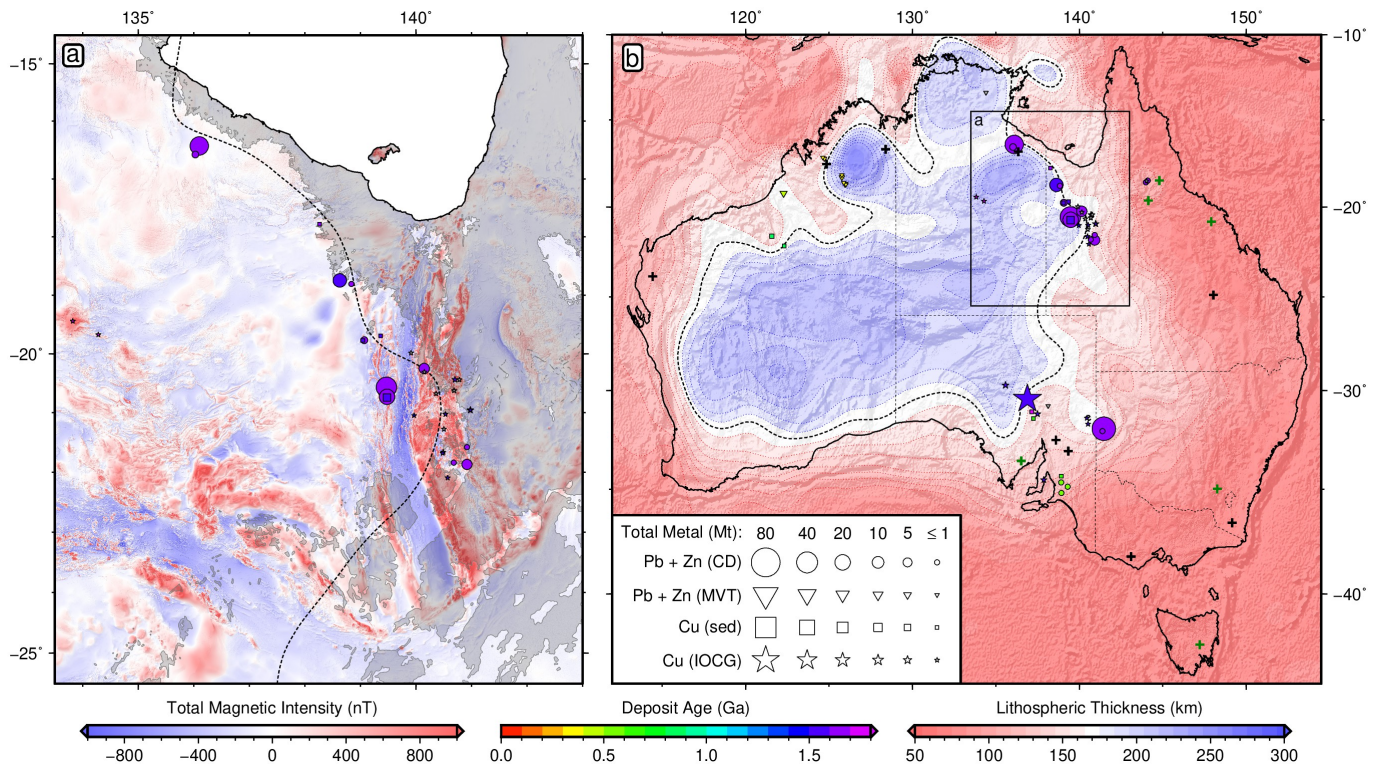 135˚ 140˚
120˚ 130˚ 140˚ 150˚
a
b
−15˚
−20˚
−25˚
−10˚
−20˚
−30˚
−40˚
a
Total Metal (Mt): 80 40 20 10 5 ≤ 1
Pb + Zn (CD)
Pb + Zn (MVT)
Cu (sed)
Cu (IOCG)
Total Magnetic Intensity (nT)
−800 −400 0 400 800
Deposit Age (Ga)
0.0 0.5 1.0 1.5
Lithospheric Thickness (km)
50 100 150 200 250 300